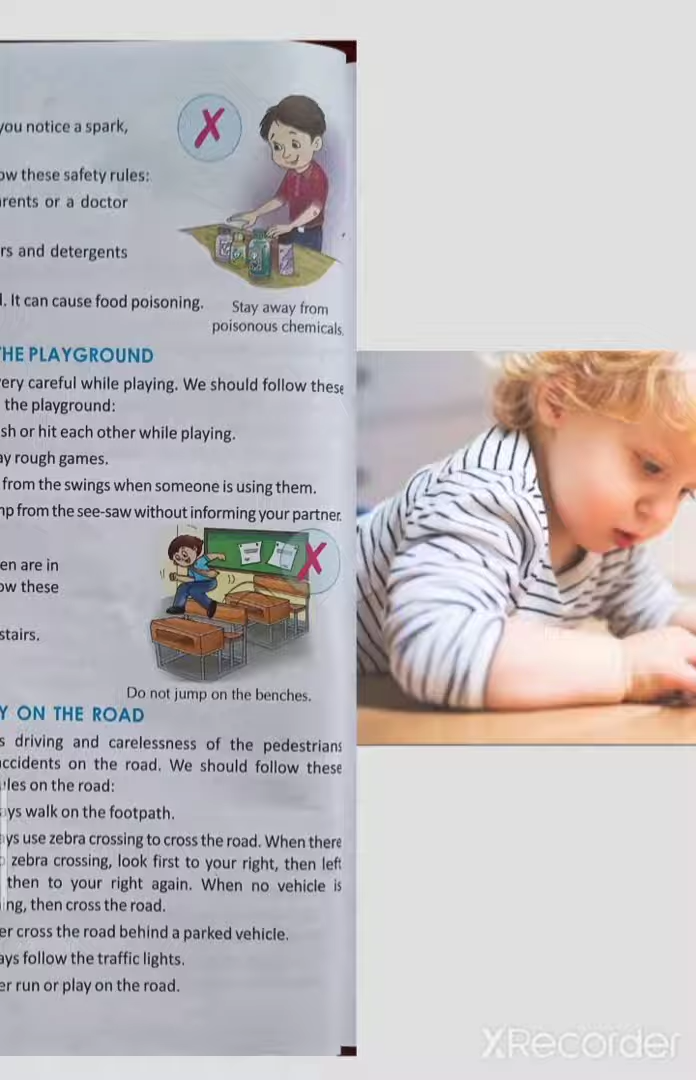 you notice a spark,
ow these safety rules:
rents or a doctor
rs and detergents
. It can cause food poisoning.
Stay away from
poisonous chemicals.
HE PLAYGROUND
ery careful while playing. We should follow these
the playground:
sh or hit each other while playing.
ay rough games.
from the swings when someone is using them.
mp from the see-saw without informing your partner.
en are in
ow these
stairs.
Do not jump on the benches.
Y ON THE ROAD
s driving and carelessness of the pedestrians
accidents on the road. We should follow these
ules on the road:
ays walk on the footpath.
ays use zebra crossing to cross the road. When there
zebra crossing, look first to your right, then left
then to your right again. When no vehicle is
ing, then cross the road.
er cross the road behind a parked vehicle.
ays follow the traffic lights.
er run or play on the road.
XRecorder